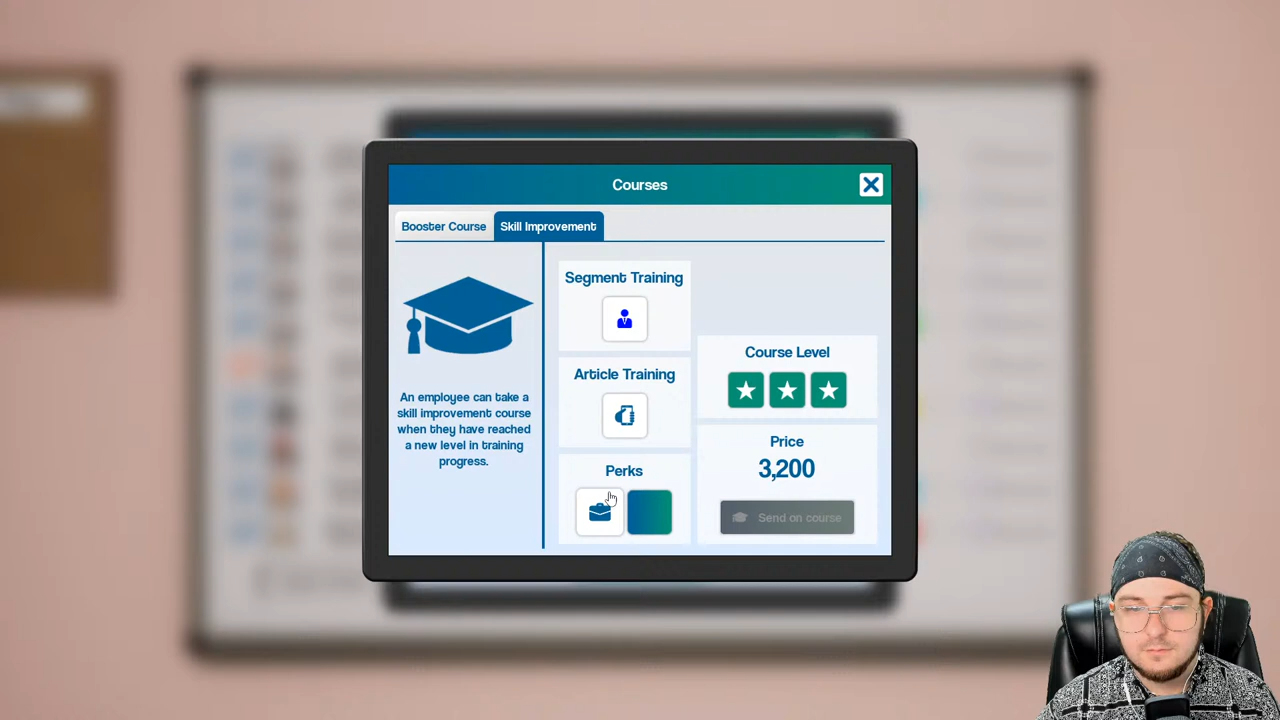 Courses
Booster Course
Skill Improvement
An employee can take a
skill improvement course
when they have reached
a new level in training
progress.
Segment Training
Article Training
Perks
Course Level
Price
3,200
Send on course